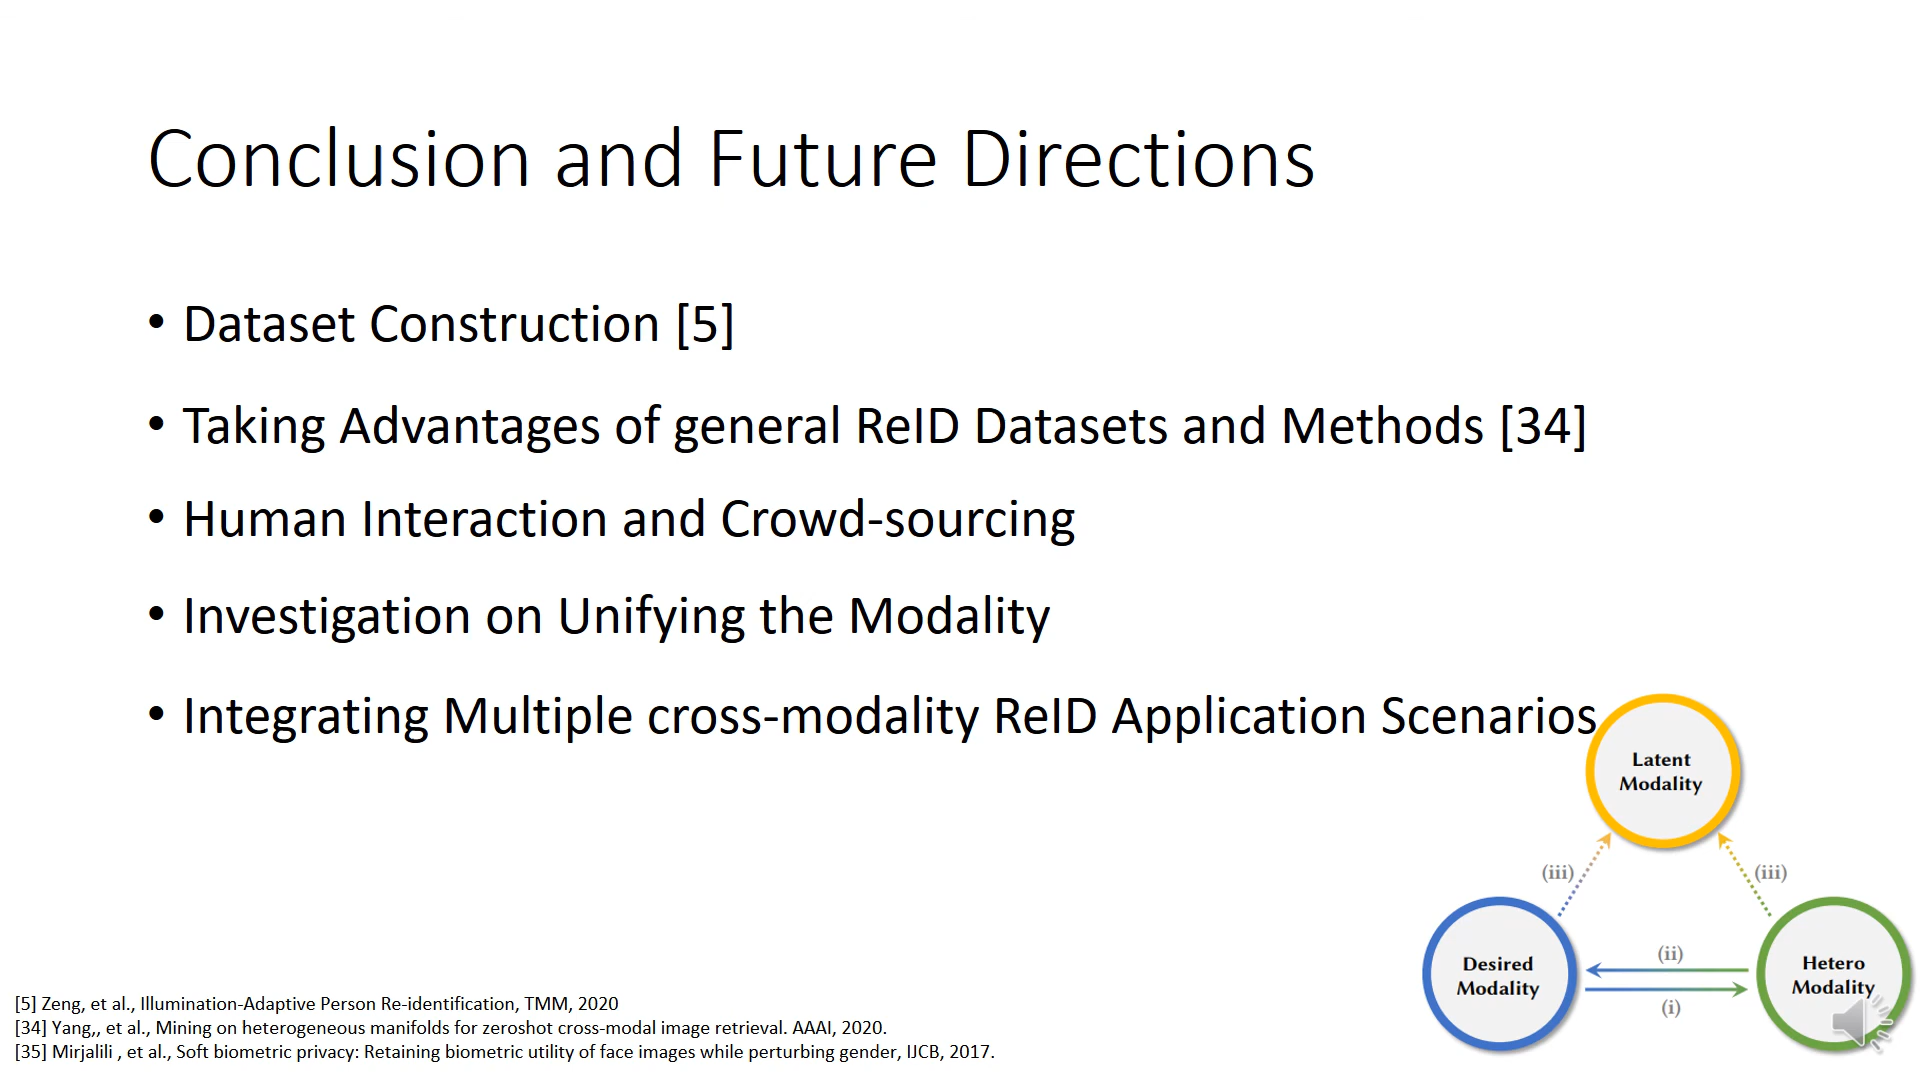 Conclusion and Future Directions
• Dataset Construction [5]
• Taking Advantages of general ReID Datasets and Methods [34]
• Human Interaction and Crowd-sourcing
• Investigation on Unifying the Modality
• Integrating Multiple cross-modality ReID Application Scenarios
Latent
Modality
(iii)
(iii)
Desired
Modality
(ii)
(i)
Hetero
Modality
[5] Zeng, et al., Illumination-Adaptive Person Re-identification, TMM, 2020
[34] Yang,, et al., Mining on heterogeneous manifolds for zeroshot cross-modal image retrieval. AAAI, 2020.
[35] Mirjalili , et al., Soft biometric privacy: Retaining biometric utility of face images while perturbing gender, IJCB, 2017.